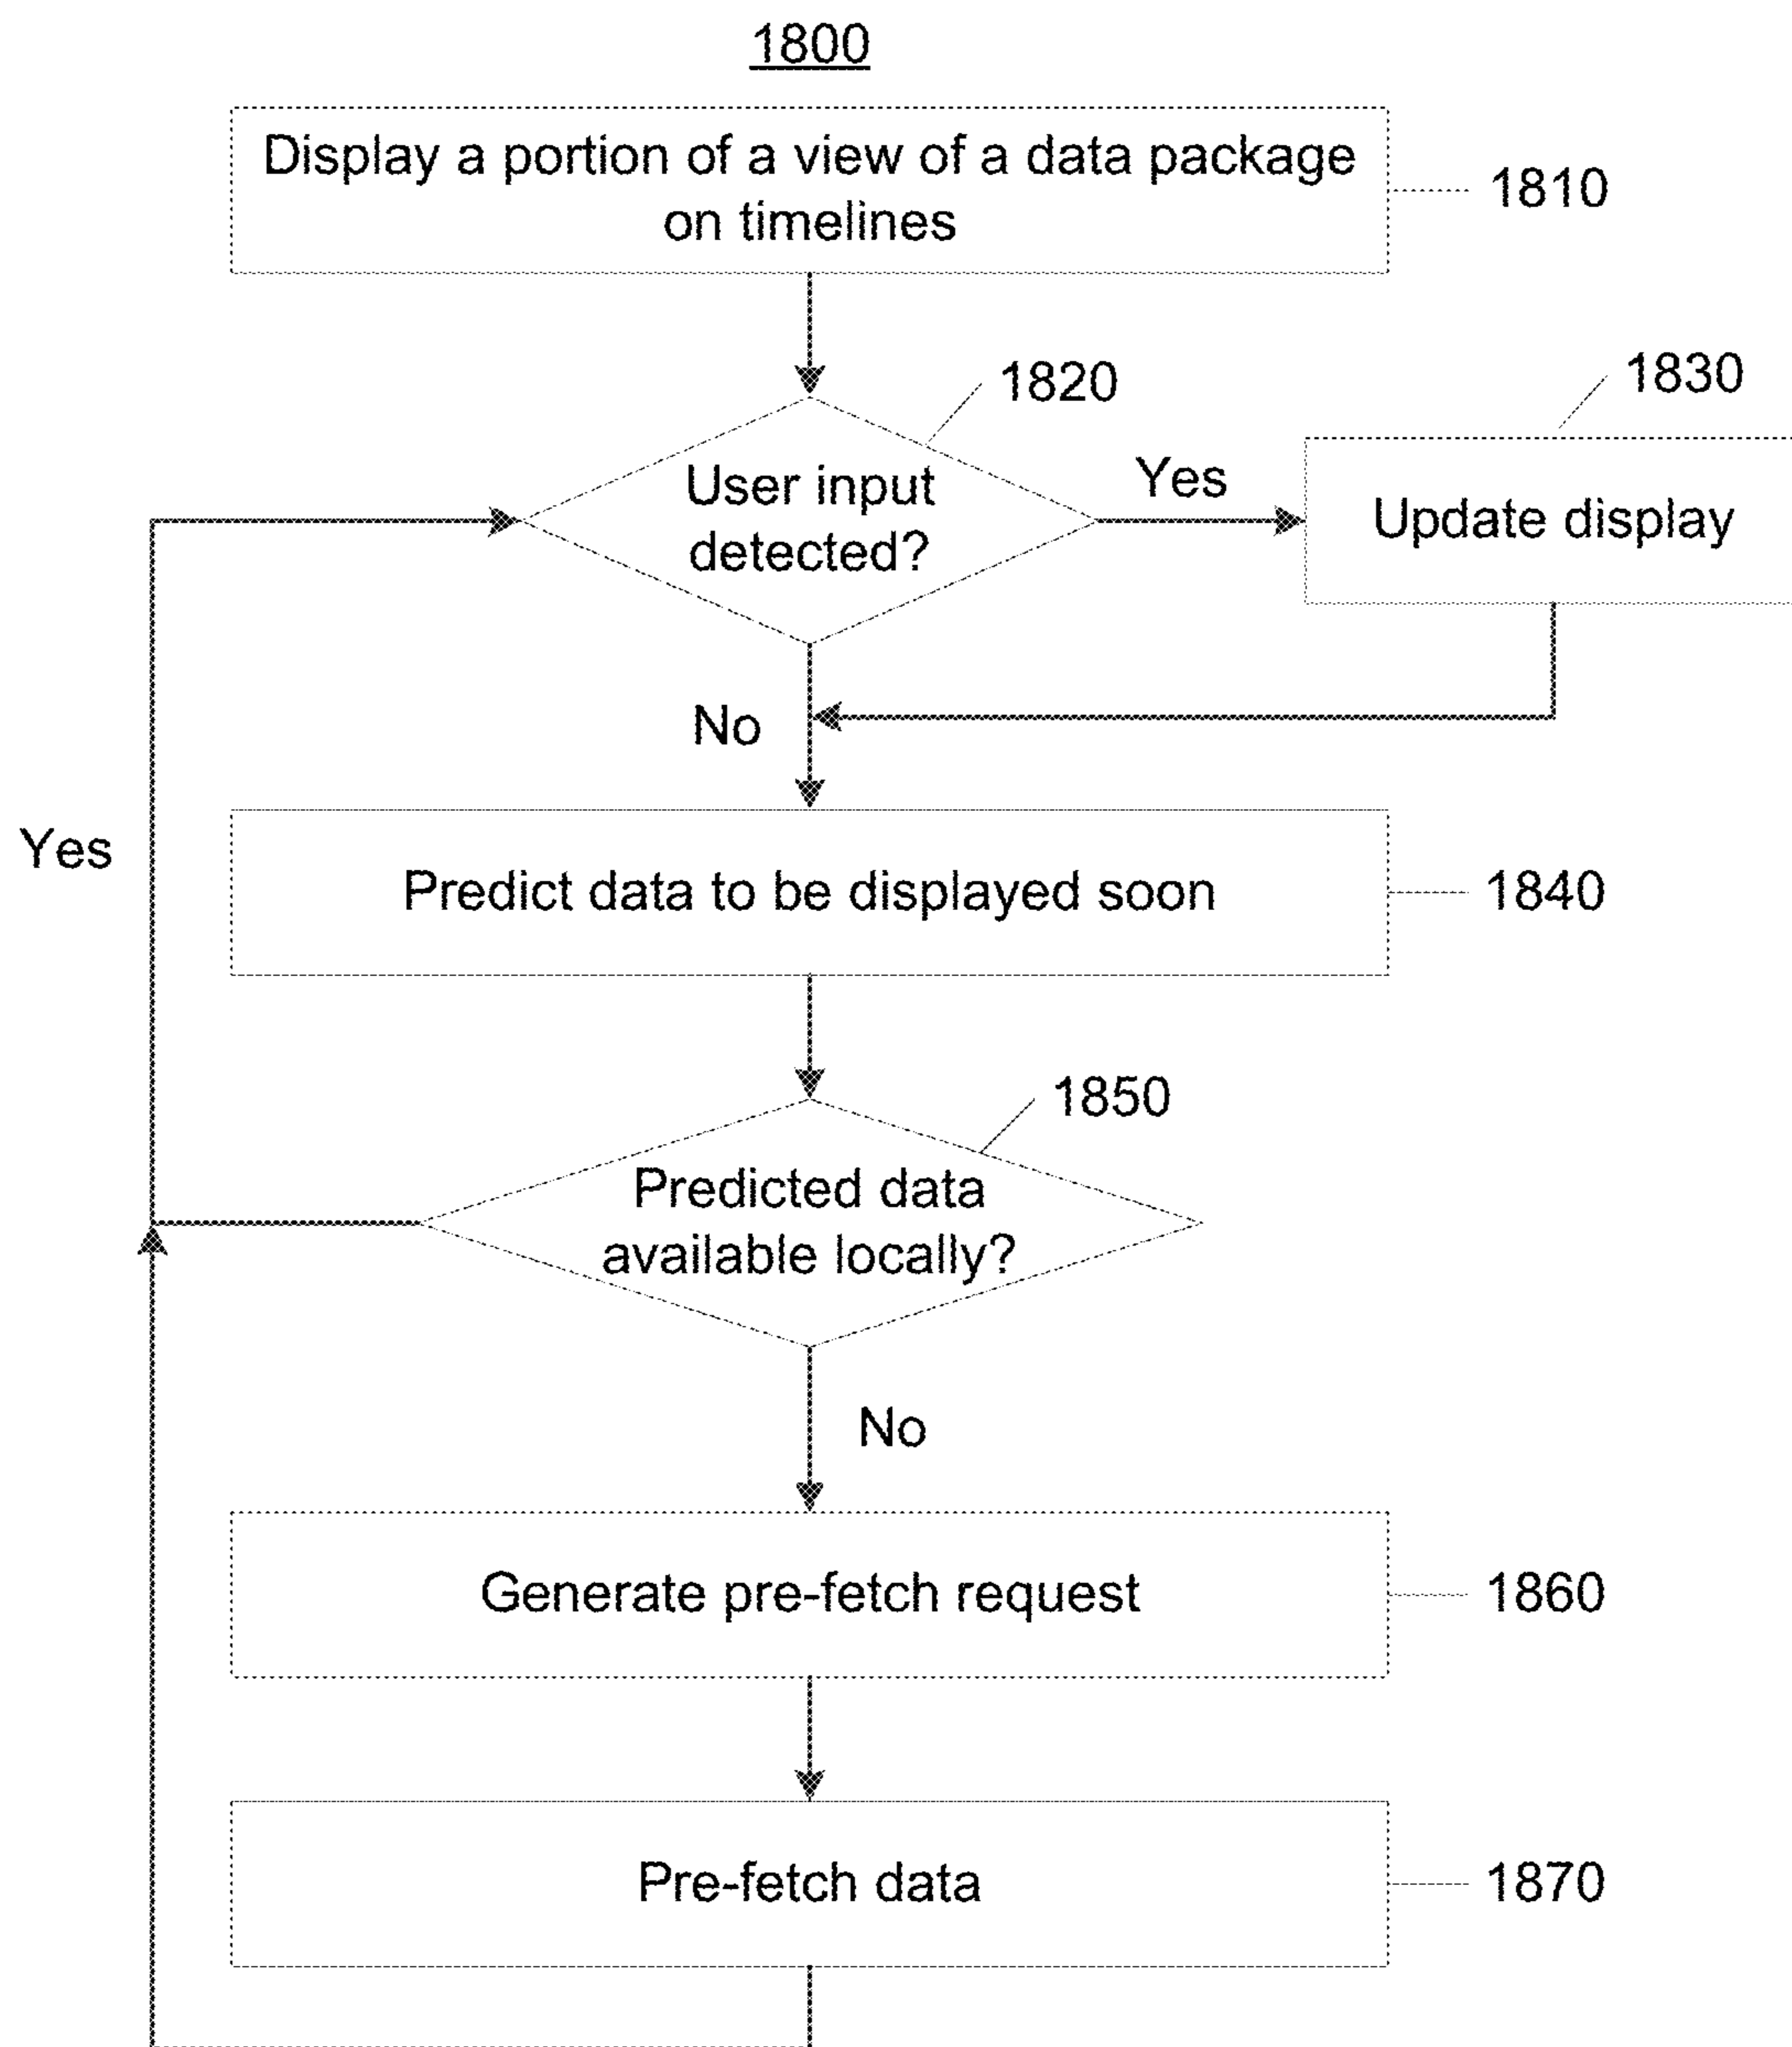 1800
Display a portion of a view of a data package
on timelines
1810
1820
1830
User input
detected?
Yes
Update display
No
Yes
Predict data to be displayed soon
1840
1850
Predicted data
available locally?
No
Generate pre-fetch request
1860
Pre-fetch data
1870